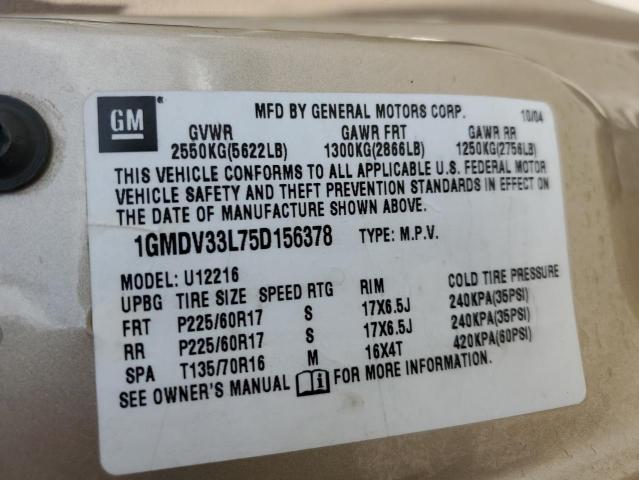 GM
MFD BY GENERAL MOTORS CORP. 10/04
GVWR GAWR FRT GAWR RR
2550KG(5622LB) 1300KG(2866LB) 1250KG(2756LB)
THIS VEHICLE CONFORMS TO ALL APPLICABLE U.S. FEDERAL MOTOR
VEHICLE SAFETY AND THEFT PREVENTION STANDARDS IN EFFECT ON
THE DATE OF MANUFACTURE SHOWN ABOVE.
1GMDV33L75D156378 TYPE: M.P.V.
MODEL: U12216
UPBG TIRE SIZE SPEED RTG RIM COLD TIRE PRESSURE
FRT P225/60R17 S 17X6.5J 240KPA(35PSI)
RR P225/60R17 S 17X6.5J 240KPA(35PSI)
SPA T135/70R16 M 16X4T 420KPA(60PSI)
SEE OWNER'S MANUAL FOR MORE INFORMATION.